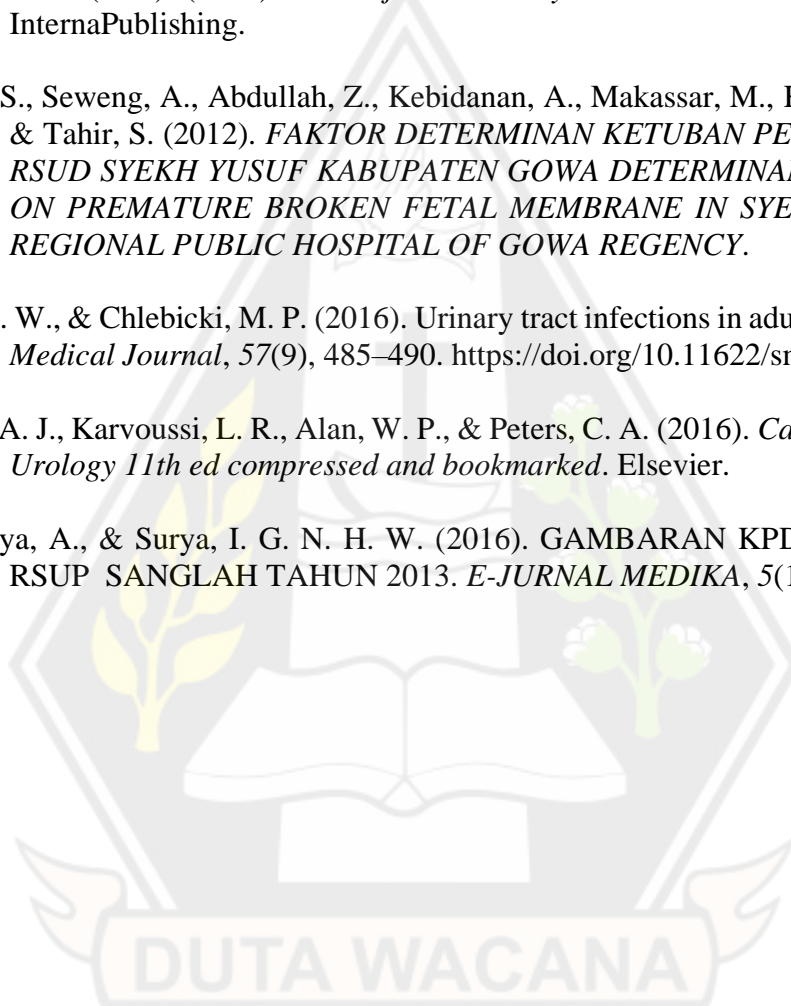 InternaPublishing.
S., Seweng, A., Abdullah, Z., Kebidanan, A., Makassar, M.,
& Tahir, S. (2012). FAKTOR DETERMINAN KETUBAN PE
RSUD SYEKH YUSUF KABUPATEN GOWA DETERMINAN
ON PREMATURE BROKEN FETAL MEMBRANE IN SYE
REGIONAL PUBLIC HOSPITAL OF GOWA REGENCY.
. W., & Chlebicki, M. P. (2016). Urinary tract infections in adu
Medical Journal, 57(9), 485–490. https://doi.org/10.11622/sm
A. J., Karvoussi, L. R., Alan, W. P., & Peters, C. A. (2016). Ca
Urology 11th ed compressed and bookmarked. Elsevier.
ya, A., & Surya, I. G. N. H. W. (2016). GAMBARAN KPD
RSUP SANGLAH TAHUN 2013. E-JURNAL MEDIKA, 5(1
DUTA WACANA